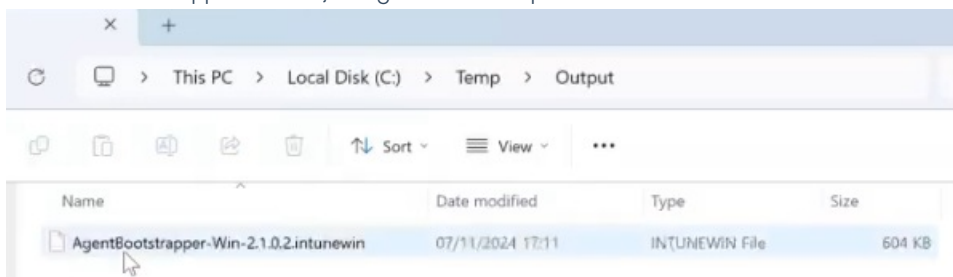 This PC > Local Disk (C:) > Temp > Output
Sort View ...
Name Date modified Type Size
AgentBootstrapper-Win-2.1.0.2.intunewin 07/11/2024 17:11 INTUNEWIN File 604 KB